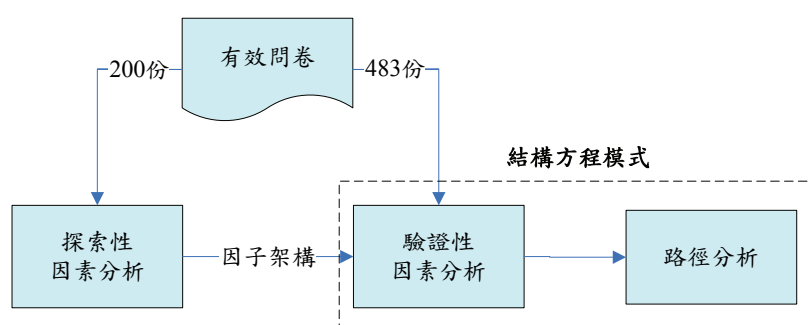 有效問卷
200份
483份
結構方程模式
探索性
因素分析
因子架構
驗證性
因素分析
路徑分析